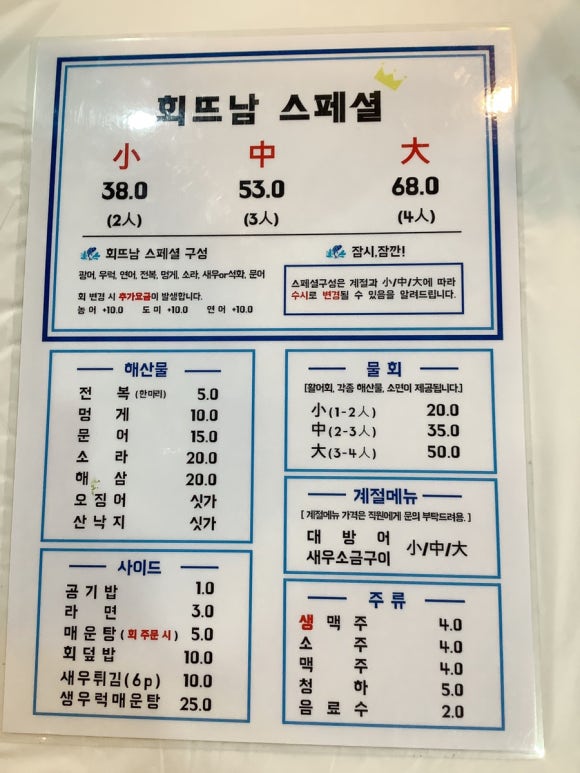 회뜨남 스페셜
小 中 大
38.0 53.0 68.0
(2人) (3人) (4人)
회뜨남 스페셜 구성
광어, 우럭, 연어, 전복, 멍게, 소라, 새우or석화, 문어
회 변경 시 추가요금이 발생합니다.
농어 +10.0 도미 +10.0 연어 +10.0
잠시,잠깐!
스페셜구성은 계절과 小/中/大에 따라
수시로 변경될 수 있음을 알려드립니다.
해산물
전 복 (한마리) 5.0
멍 게 10.0
문 어 15.0
소 라 20.0
해 삼 20.0
오 징 어 싯가
산 낙 지 싯가
사이드
공 기 밥 1.0
라 면 3.0
매 운 탕 ( 회 주문 시 ) 5.0
회 덮 밥 10.0
새우튀김(6p) 10.0
생우럭매운탕 25.0
물 회
[활어회, 각종 해산물, 소면이 제공됩니다.]
小 (1-2人) 20.0
中 (2-3人) 35.0
大 (3-4人) 50.0
계절메뉴
[ 계절메뉴 가격은 직원에게 문의 부탁드려용. ]
대 방 어
새우소금구이 小/中/大
주 류
생 맥 주 4.0
소 주 4.0
맥 주 4.0
청 하 5.0
음 료 수 2.0